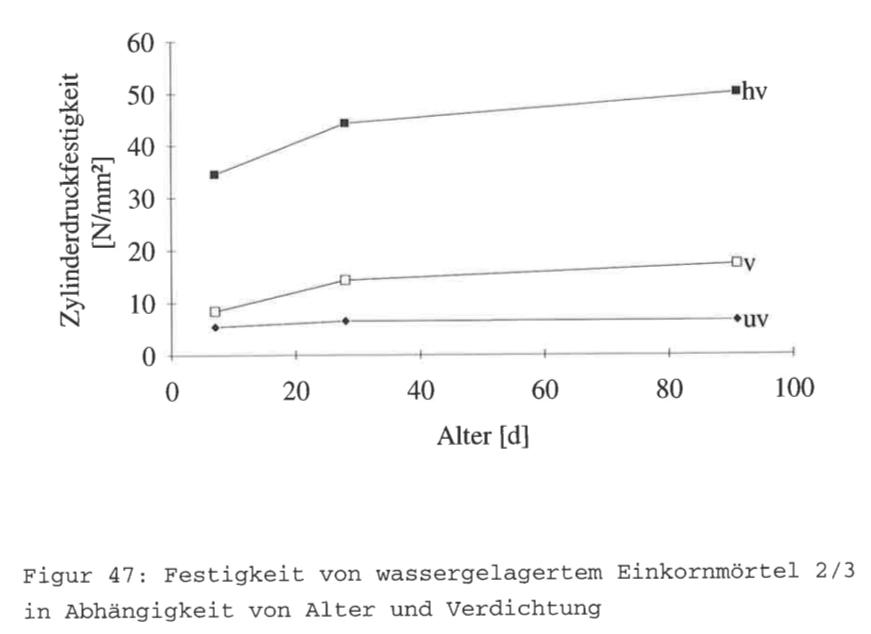 60
50
40
30
20
10
0
Zylinderdruckfestigkeit
[N/mm²]
hv
v
uv
0 20 40 60 80 100
Alter [d]
Figur 47: Festigkeit von wassergelagertem Einkornmörtel 2/3
in Abhängigkeit von Alter und Verdichtung